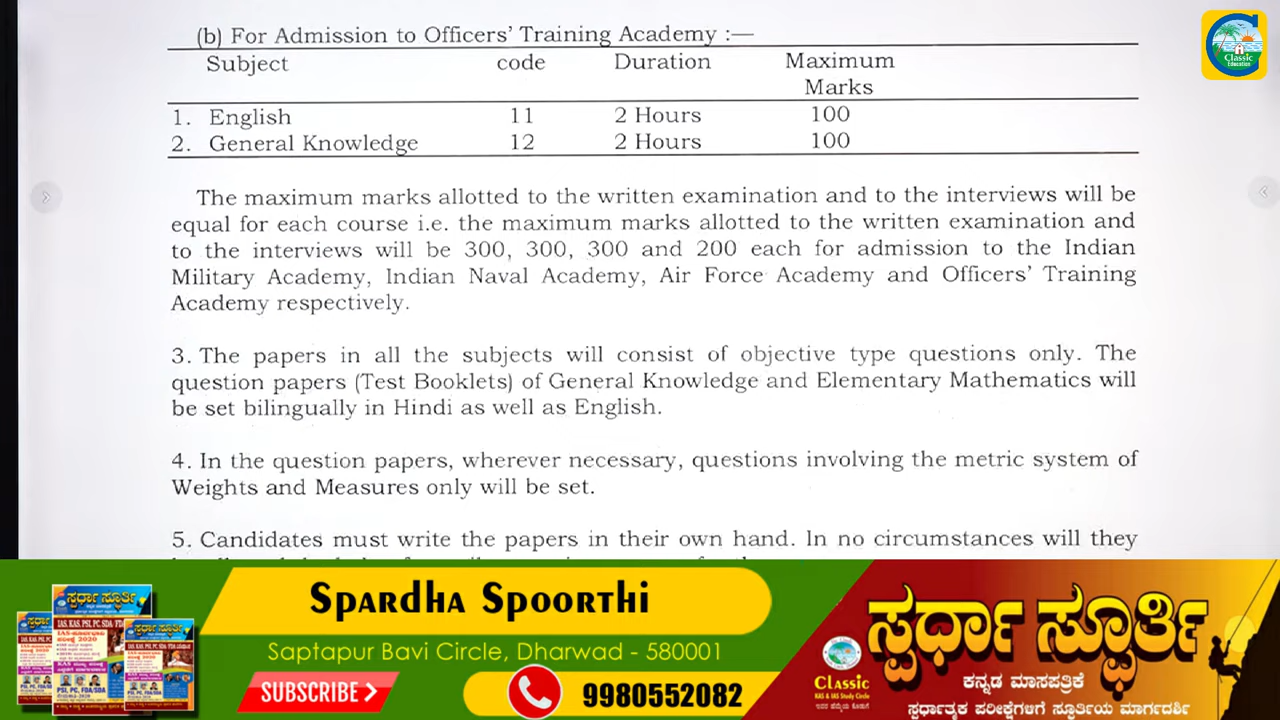 (b) For Admission to Officers' Training Academy :—
Subject code Duration Maximum Marks
1. English 11 2 Hours 100
2. General Knowledge 12 2 Hours 100
The maximum marks allotted to the written examination and to the interviews will be
equal for each course i.e. the maximum marks allotted to the written examination and
to the interviews will be 300, 300, 300 and 200 each for admission to the Indian
Military Academy, Indian Naval Academy, Air Force Academy and Officers' Training
Academy respectively.
3. The papers in all the subjects will consist of objective type questions only. The
question papers (Test Booklets) of General Knowledge and Elementary Mathematics will
be set bilingually in Hindi as well as English.
4. In the question papers, wherever necessary, questions involving the metric system of
Weights and Measures only will be set.
5. Candidates must write the papers in their own hand. In no circumstances will they
Classic
Education
Spardha Spoorthi
Saptapur Bavi Circle, Dharwad - 580001
SUBSCRIBE
9980552082
ಸ್ಪರ್ಧಾ ಸ್ಫೂರ್ತಿ
ಕನ್ನಡ ಮಾಸಪತ್ರಿಕೆ
ಸ್ಪರ್ಧಾತ್ಮಕ ಪರೀಕ್ಷೆಗಳಿಗೆ ಸ್ಫೂರ್ತಿಯ ಮಾರ್ಗದರ್ಶಿ
Classic
KAS & IAS Study Circle